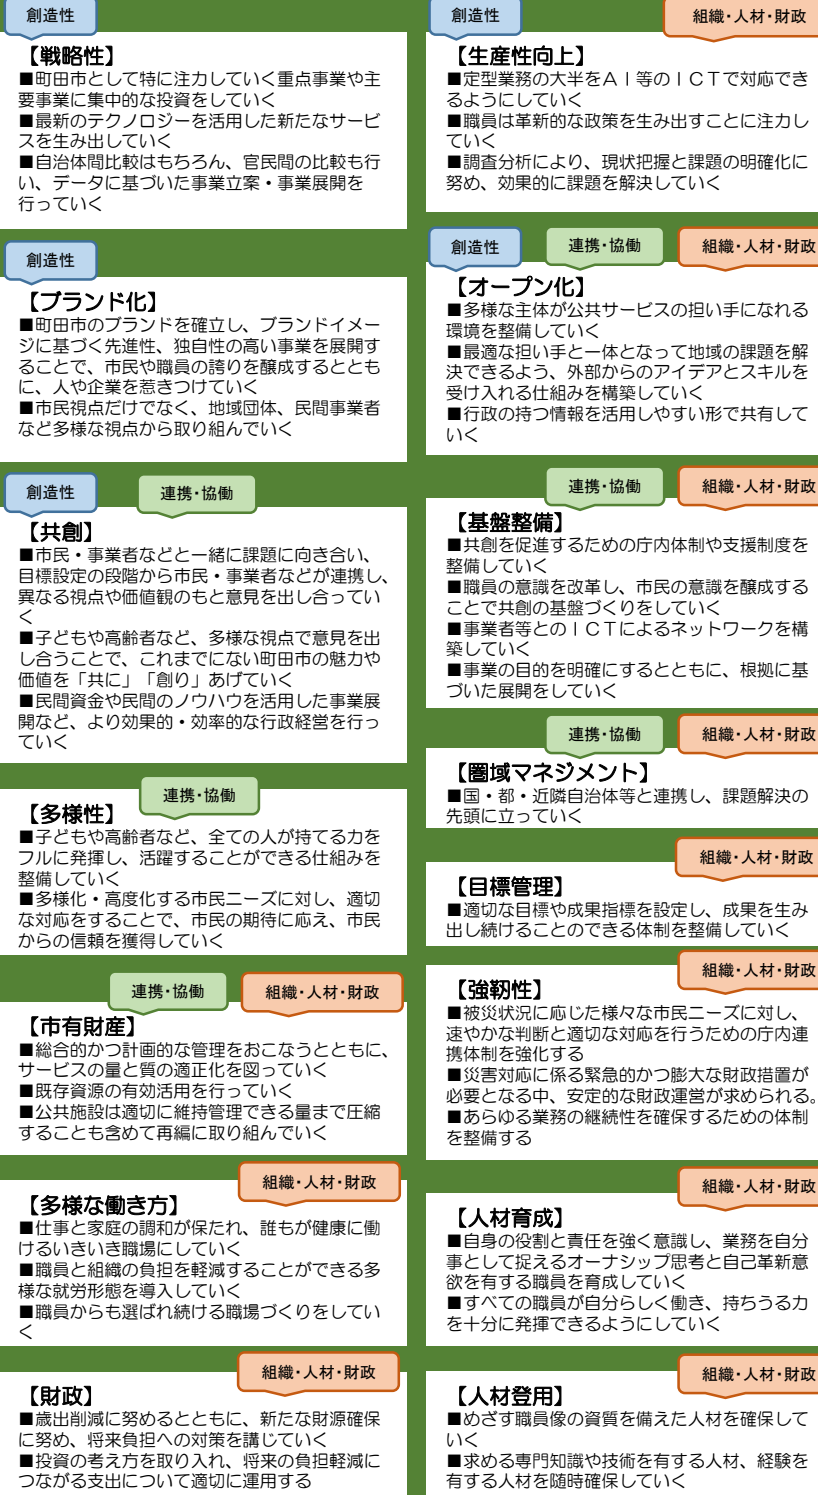 創造性
【戦略性】
■町田市として特に注力していく重点事業や主
要事業に集中的な投資をしていく
■最新のテクノロジーを活用した新たなサービ
スを生み出していく
■自治体間比較はもちろん、官民間の比較も行
い、データに基づいた事業立案・事業展開を
行っていく
創造性
【ブランド化】
■町田市のブランドを確立し、ブランドイメー
ジに基づく先進性、独自性の高い事業を展開す
ることで、市民や職員の誇りを醸成するととも
に、人や企業を惹きつけていく
■市民視点だけでなく、地域団体、民間事業者
など多様な視点から取り組んでいく
創造性 連携・協働
【共創】
■市民・事業者などと一緒に課題に向き合い、
目標設定の段階から市民・事業者などが連携し、
異なる視点や価値観のもと意見を出し合ってい
く
■子どもや高齢者など、多様な視点で意見を出
し合うことで、これまでにない町田市の魅力や
価値を「共に」「創り」あげていく
■民間資金や民間のノウハウを活用した事業展
開など、より効果的・効率的な行政経営を行っ
ていく
連携・協働
【多様性】
■子どもや高齢者など、全ての人が持てる力を
フルに発揮し、活躍することができる仕組みを
整備していく
■多様化・高度化する市民ニーズに対し、適切
な対応をすることで、市民の期待に応え、市民
からの信頼を獲得していく
連携・協働 組織・人材・財政
【市有財産】
■総合的かつ計画的な管理をおこなうとともに、
サービスの量と質の適正化を図っていく
■既存資源の有効活用を行っていく
■公共施設は適切に維持管理できる量まで圧縮
することも含めて再編に取り組んでいく
組織・人材・財政
【多様な働き方】
■仕事と家庭の調和が保たれ、誰もが健康に働
けるいきいき職場にしていく
■職員と組織の負担を軽減することができる多
様な就労形態を導入していく
■職員からも選ばれ続ける職場づくりをしてい
く
組織・人材・財政
【財政】
■歳出削減に努めるとともに、新たな財源確保
に努め、将来負担への対策を講じていく
■投資の考え方を取り入れ、将来の負担軽減に
つながる支出について適切に運用する
創造性 組織・人材・財政
【生産性向上】
■定型業務の大半をAI等のICTで対応でき
るようにしていく
■職員は革新的な政策を生み出すことに注力し
ていく
■調査分析により、現状把握と課題の明確化に
努め、効果的に課題を解決していく
創造性 連携・協働 組織・人材・財政
【オープン化】
■多様な主体が公共サービスの担い手になれる
環境を整備していく
■最適な担い手と一体となって地域の課題を解
決できるよう、外部からのアイデアとスキルを
受け入れる仕組みを構築していく
■行政の持つ情報を活用しやすい形で共有して
いく
連携・協働 組織・人材・財政
【基盤整備】
■共創を促進するための庁内体制や支援制度を
整備していく
■職員の意識を改革し、市民の意識を醸成する
ことで共創の基盤づくりをしていく
■事業者等とのICTによるネットワークを構
築していく
■事業の目的を明確にするとともに、根拠に基
づいた展開をしていく
連携・協働 組織・人材・財政
【圏域マネジメント】
■国・都・近隣自治体等と連携し、課題解決の
先頭に立っていく
組織・人材・財政
【目標管理】
■適切な目標や成果指標を設定し、成果を生み
出し続けることのできる体制を整備していく
組織・人材・財政
【強靭性】
■被災状況に応じた様々な市民ニーズに対し、
速やかな判断と適切な対応を行うための庁内連
携体制を強化する
■災害対応に係る緊急的かつ膨大な財政措置が
必要となる中、安定的な財政運営が求められる。
■あらゆる業務の継続性を確保するための体制
を整備する
組織・人材・財政
【人材育成】
■自身の役割と責任を強く意識し、業務を自分
事として捉えるオーナシップ思考と自己革新意
欲を有する職員を育成していく
■すべての職員が自分らしく働き、持ちうる力
を十分に発揮できるようにしていく
組織・人材・財政
【人材登用】
■めざす職員像の資質を備えた人材を確保して
いく
■求める専門知識や技術を有する人材、経験を
有する人材を随時確保していく